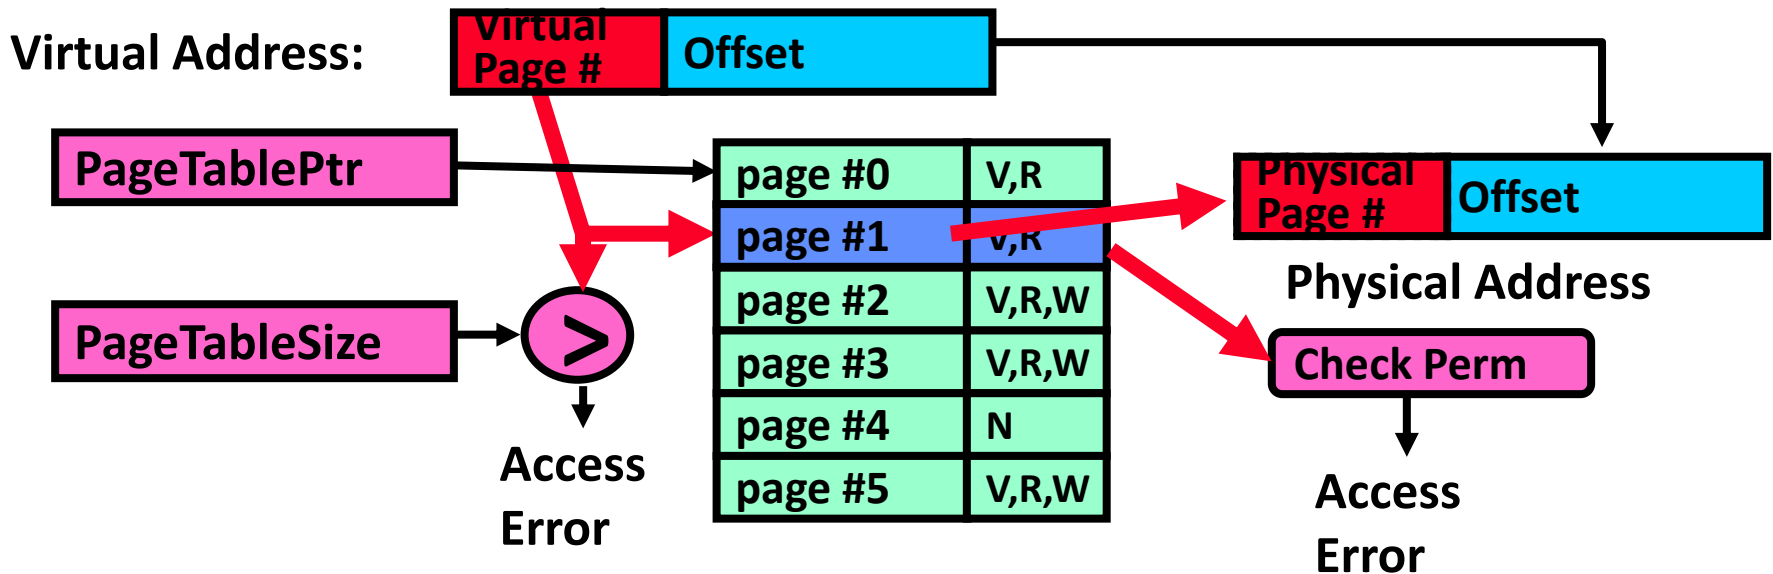 Virtual Address:
Virtual
Page #
Offset
PageTablePtr
PageTableSize
>
Access
Error
page #0 V,R
page #1 V,R
page #2 V,R,W
page #3 V,R,W
page #4 N
page #5 V,R,W
Physical
Page #
Offset
Physical Address
Check Perm
Access
Error